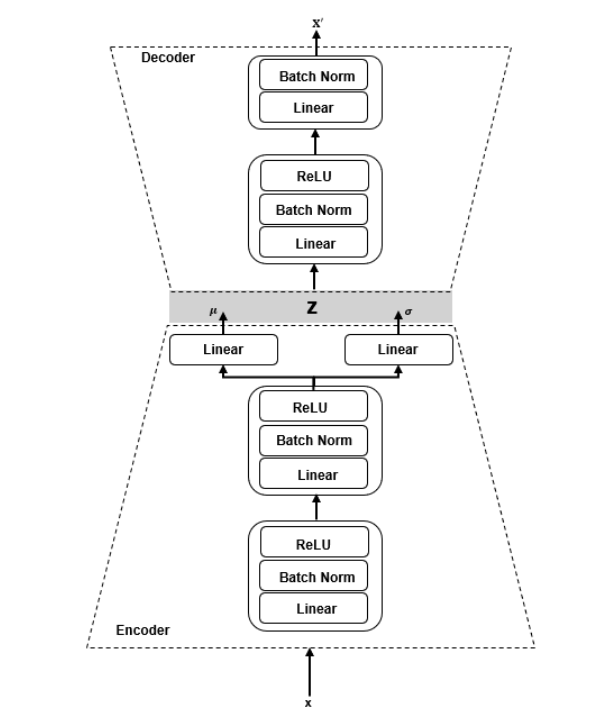 x′
Decoder
Batch Norm
Linear
ReLU
Batch Norm
Linear
μ Z σ
Linear Linear
ReLU
Batch Norm
Linear
ReLU
Batch Norm
Linear
Encoder
x